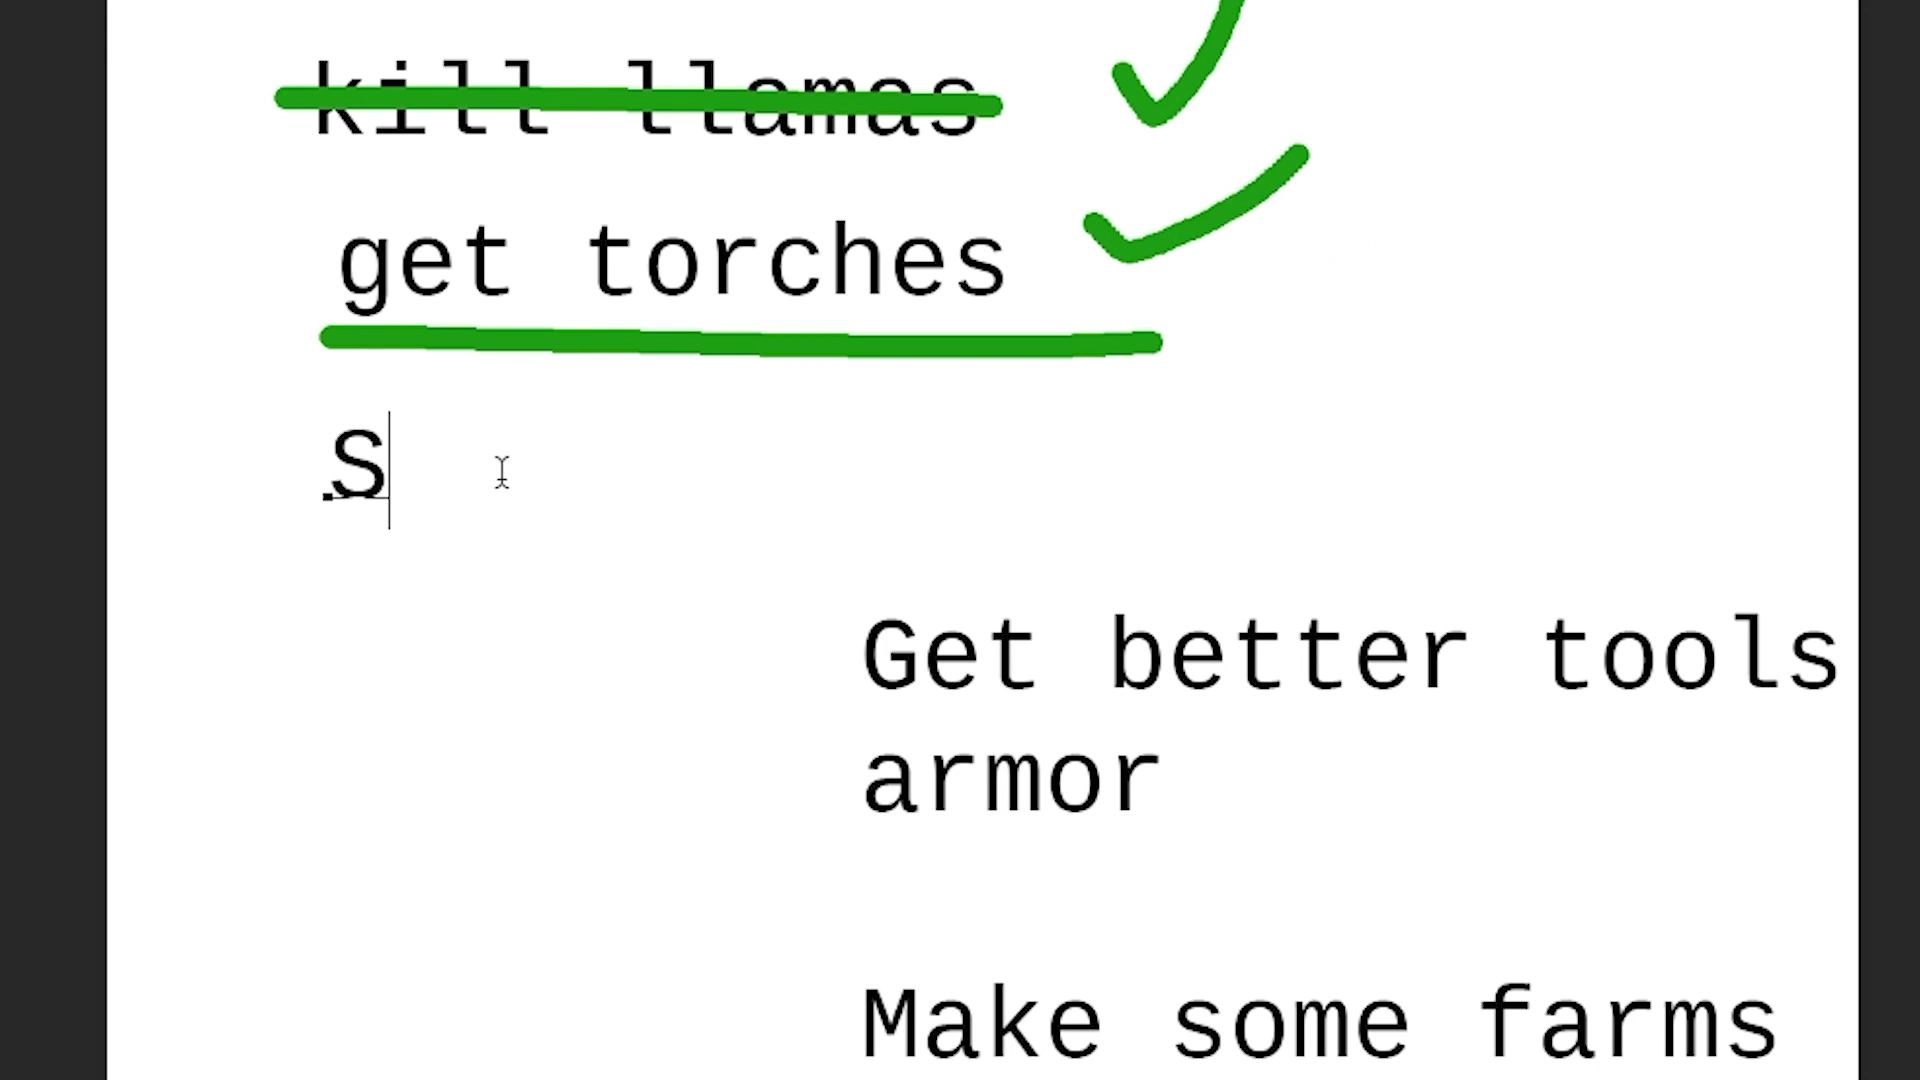 kill llamas
get torches
S
Get better tools
armor
Make some farms